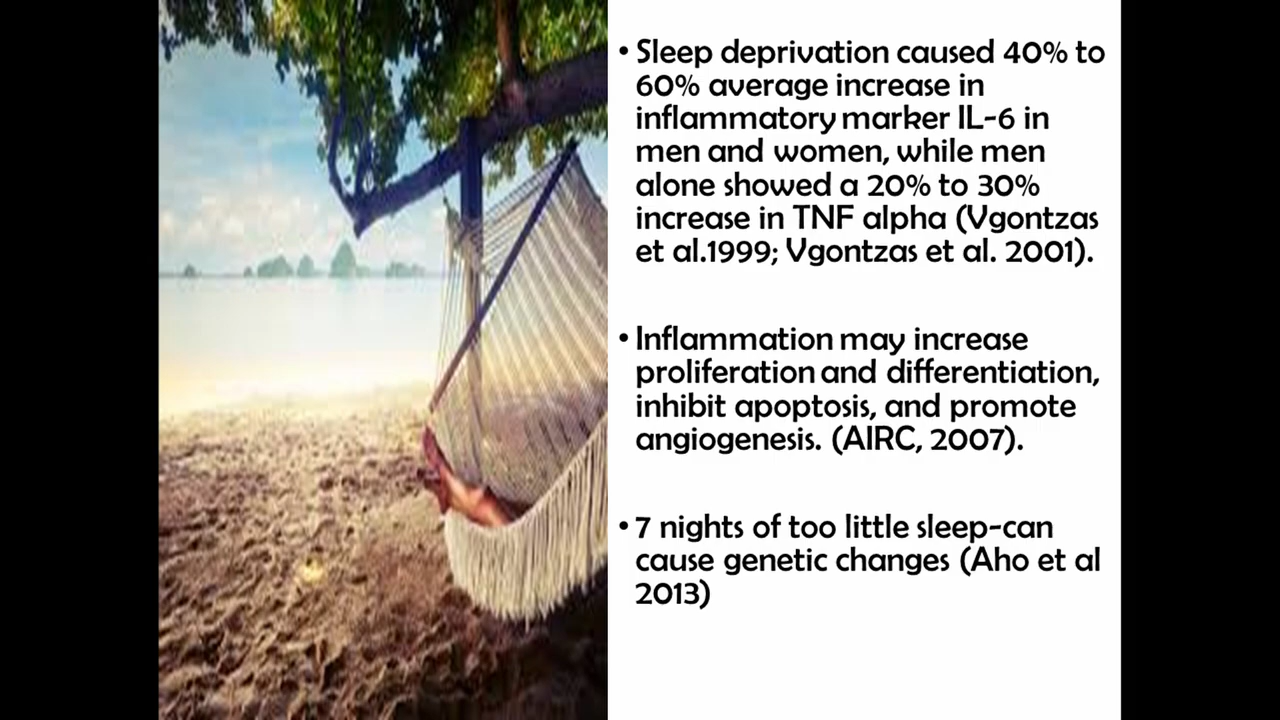 • Sleep deprivation caused 40% to
60% average increase in
inflammatory marker IL-6 in
men and women, while men
alone showed a 20% to 30%
increase in TNF alpha (Vgontzas
et al.1999; Vgontzas et al. 2001).
• Inflammation may increase
proliferation and differentiation,
inhibit apoptosis, and promote
angiogenesis. (AIRC, 2007).
• 7 nights of too little sleep-can
cause genetic changes (Aho et al
2013)